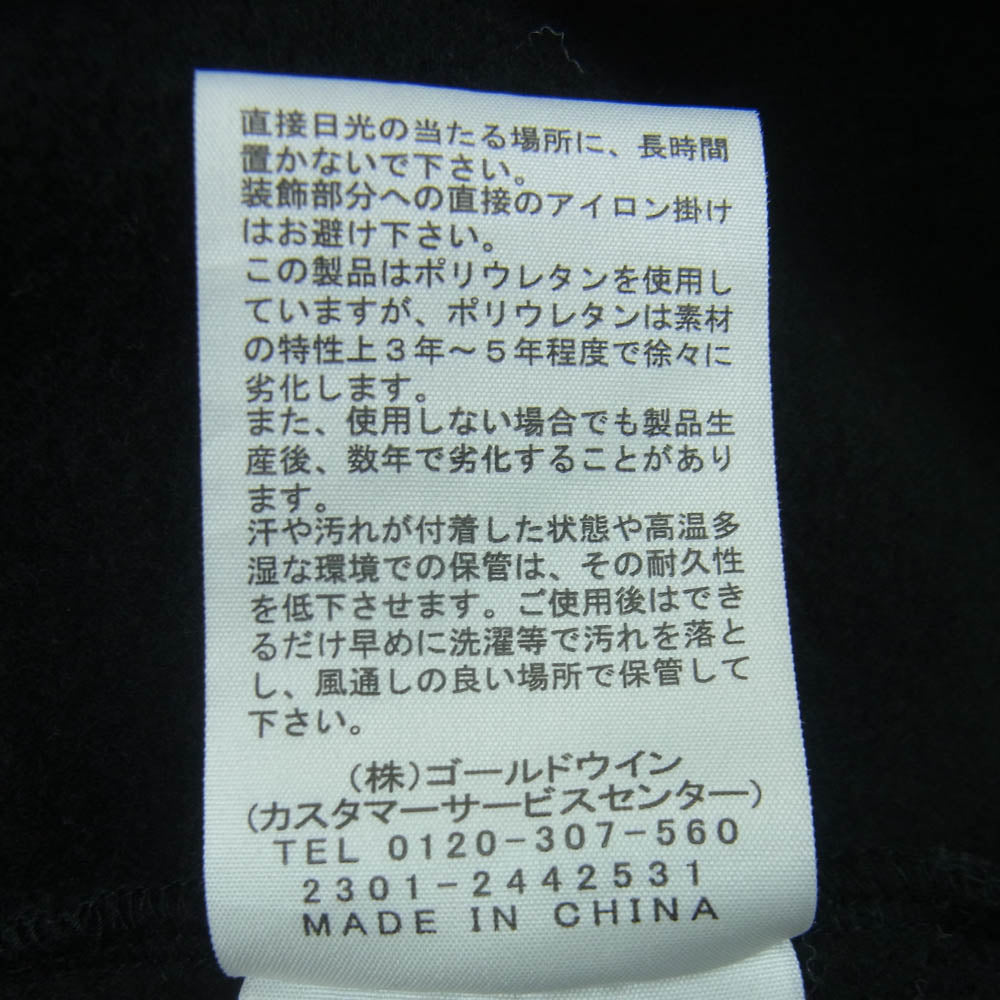 直接日光の当たる場所に、長時間
置かないで下さい。
装飾部分への直接のアイロン掛け
はお避け下さい。
この製品はポリウレタンを使用し
ていますが、ポリウレタンは素材
の特性上３年～５年程度で徐々に
劣化します。
また、使用しない場合でも製品生
産後、数年で劣化することがあり
ます。
汗や汚れが付着した状態や高温多
湿な環境での保管は、その耐久性
を低下させます。ご使用後はでき
るだけ早めに洗濯等で汚れを落と
し、風通しの良い場所で保管して
下さい。
(株)ゴールドウイン
(カスタマーサービスセンター)
TEL 0120-307-560
2301-2442531
MADE IN CHINA